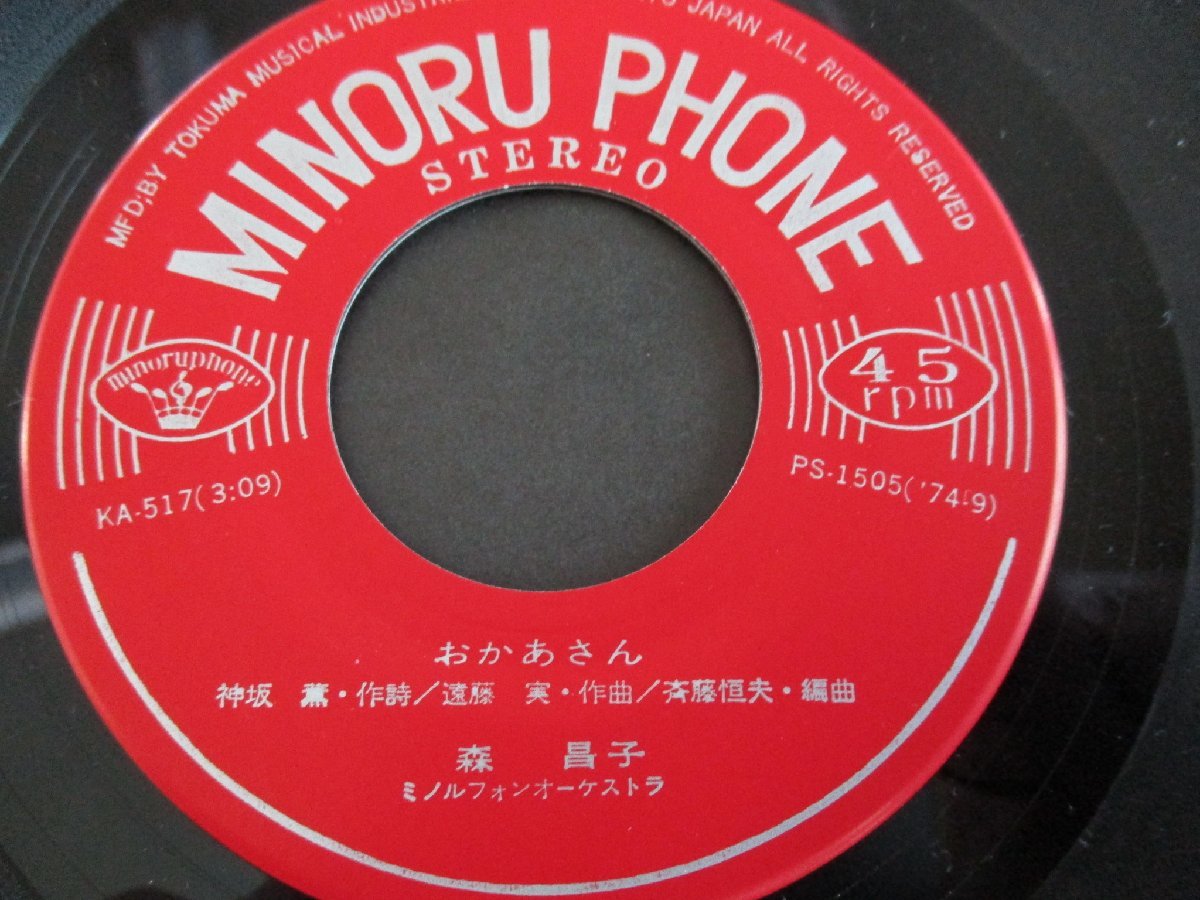 MFD;BY TOKUMA MUSICAL JAPAN ALL RIGHTS RESERVED
MINORU PHONE
STEREO
minoruphone
45
rpm
KA-517(3:09)
PS-1505('74:9)
おかあさん
神坂 薫・作詩/遠藤 実・作曲/斉藤恒夫・編曲
森 昌子
ミノルフォンオーケストラ